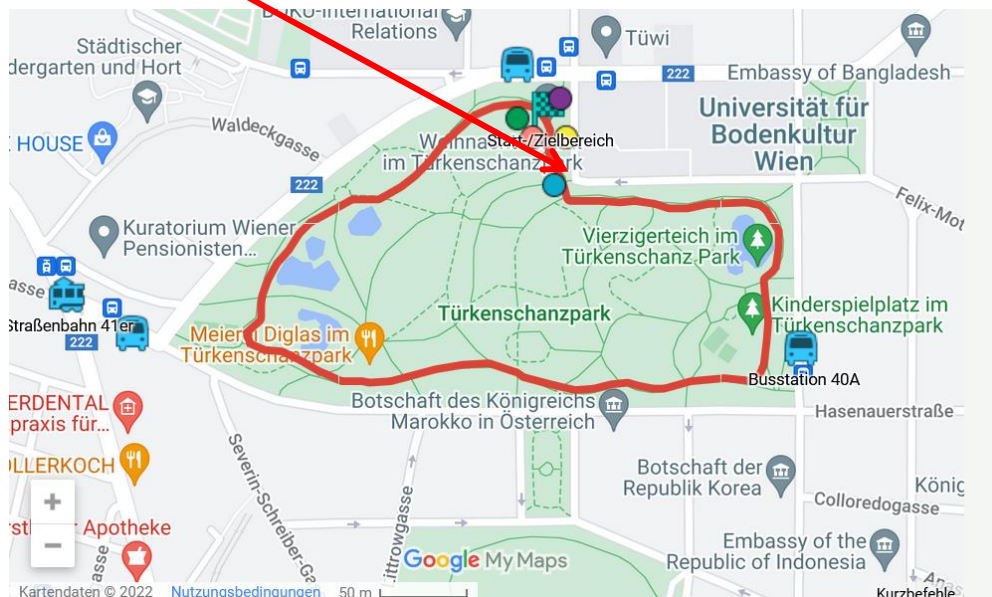 Relations
Tüwi
Städtischer
dergarten und Hort
222
Embassy of Bangladesh
Universität für
Bodenkultur
Wien
HOUSE
Waldeckgasse
Start-/Zielbereich
im Türkenschanzpark
222
Felix-Mot
Kuratorium Wiener
Pensionisten...
Vierzigerteich im
Türkenschanz Park
asse
Türkenschanzpark
Kinderspielplatz im
Türkenschanzpark
Straßenbahn 41er
222
Meierei Diglas im
Türkenschanzpark
Busstation 40A
Botschaft des Königreichs
Marokko in Österreich
Hasenauerstraße
ERDENTAL
praxis für...
Severin-Schreiber-Ga
OLLERKOCH
Botschaft der
Republik Korea
Colloredogasse
König
+
Apotheke
−
asse
ittrowgasse
Google My Maps
Embassy of the
Republic of Indonesia
Kartendaten © 2022
Nutzungsbedingungen
50 m
Kurzbefehle